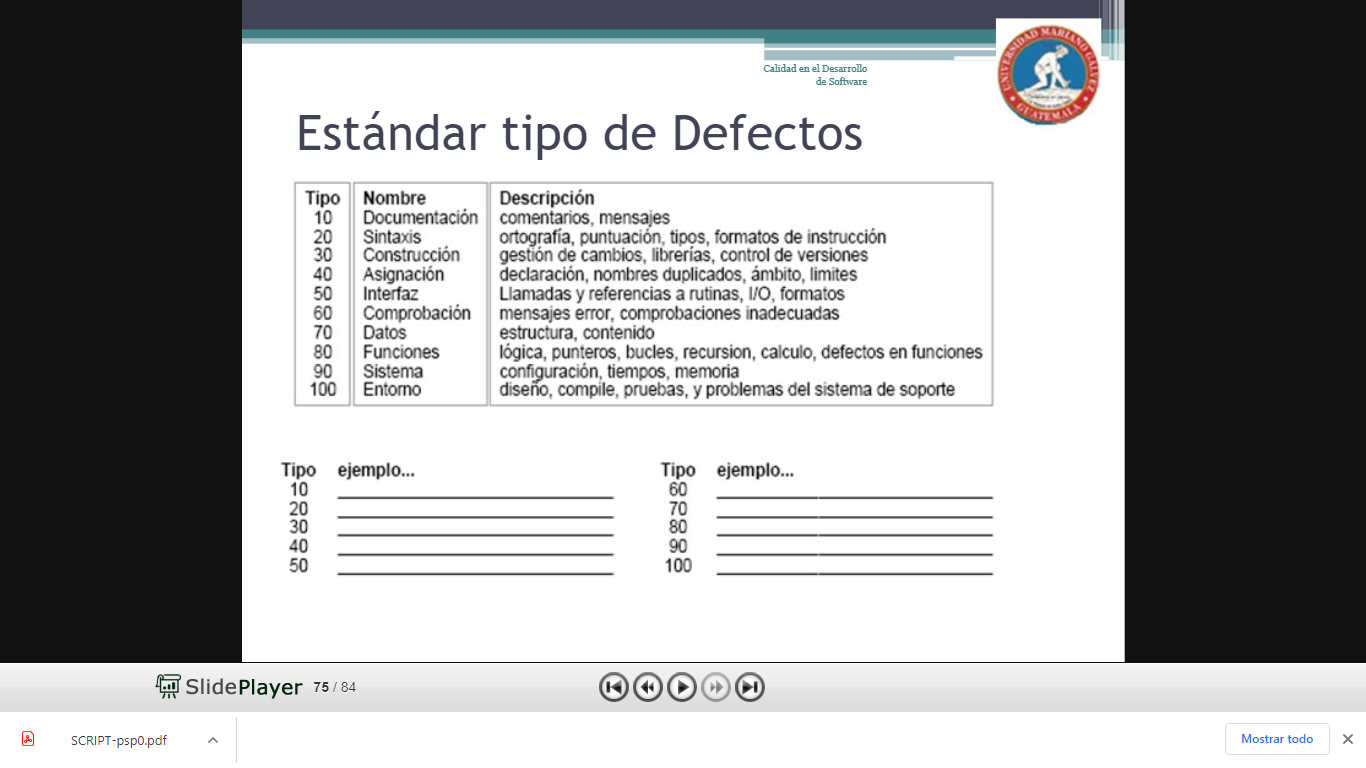 Calidad en el Desarrollo
de Software
UNIVERSIDAD MARIANO GALVEZ
GUATEMALA
Estándar tipo de Defectos
Tipo Nombre Descripción
10 Documentación comentarios, mensajes
20 Sintaxis ortografía, puntuación, tipos, formatos de instrucción
30 Construcción gestión de cambios, librerías, control de versiones
40 Asignación declaración, nombres duplicados, ámbito, limites
50 Interfaz Llamadas y referencias a rutinas, I/O, formatos
60 Comprobación mensajes error, comprobaciones inadecuadas
70 Datos estructura, contenido
80 Funciones lógica, punteros, bucles, recursion, calculo, defectos en funciones
90 Sistema configuración, tiempos, memoria
100 Entorno diseño, compile, pruebas, y problemas del sistema de soporte
Tipo ejemplo...
10
20
30
40
50
Tipo ejemplo...
60
70
80
90
100
SlidePlayer 75 / 84
SCRIPT-psp0.pdf
Mostrar todo